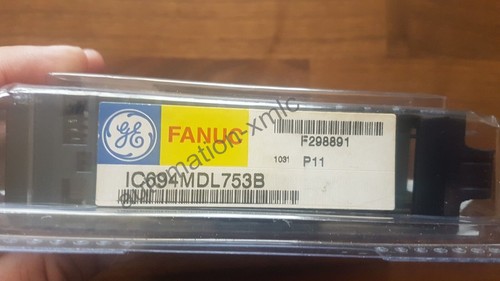 GE
FANUC
F298891
1031 P11
IC694MDL753B
automation-xmlc